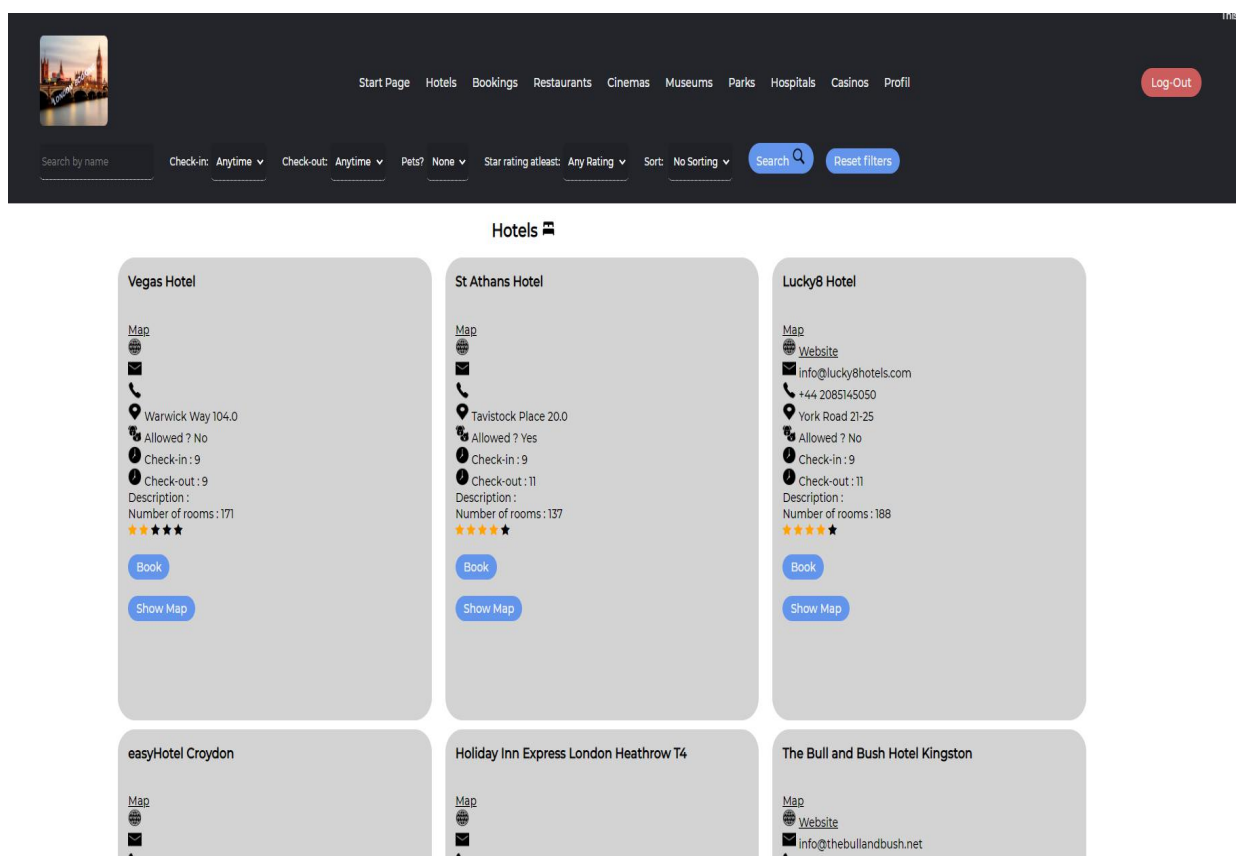 This
Start Page Hotels Bookings Restaurants Cinemas Museums Parks Hospitals Casinos Profil
Log-Out
Search by name Check-in: Anytime Check-out: Anytime Pets? None Star rating atleast: Any Rating Sort: No Sorting Search Reset filters
Hotels
Vegas Hotel
Map
Warwick Way 104.0
Allowed ? No
Check-in : 9
Check-out : 9
Description :
Number of rooms : 171
Book
Show Map
St Athans Hotel
Map
Tavistock Place 20.0
Allowed ? Yes
Check-in : 9
Check-out : 11
Description :
Number of rooms : 137
Book
Show Map
Lucky8 Hotel
Map
Website
info@lucky8hotels.com
+44 2085145050
York Road 21-25
Allowed ? No
Check-in : 9
Check-out : 11
Description :
Number of rooms : 188
Book
Show Map
easyHotel Croydon
Map
Holiday Inn Express London Heathrow T4
Map
The Bull and Bush Hotel Kingston
Map
Website
info@thebullandbush.net